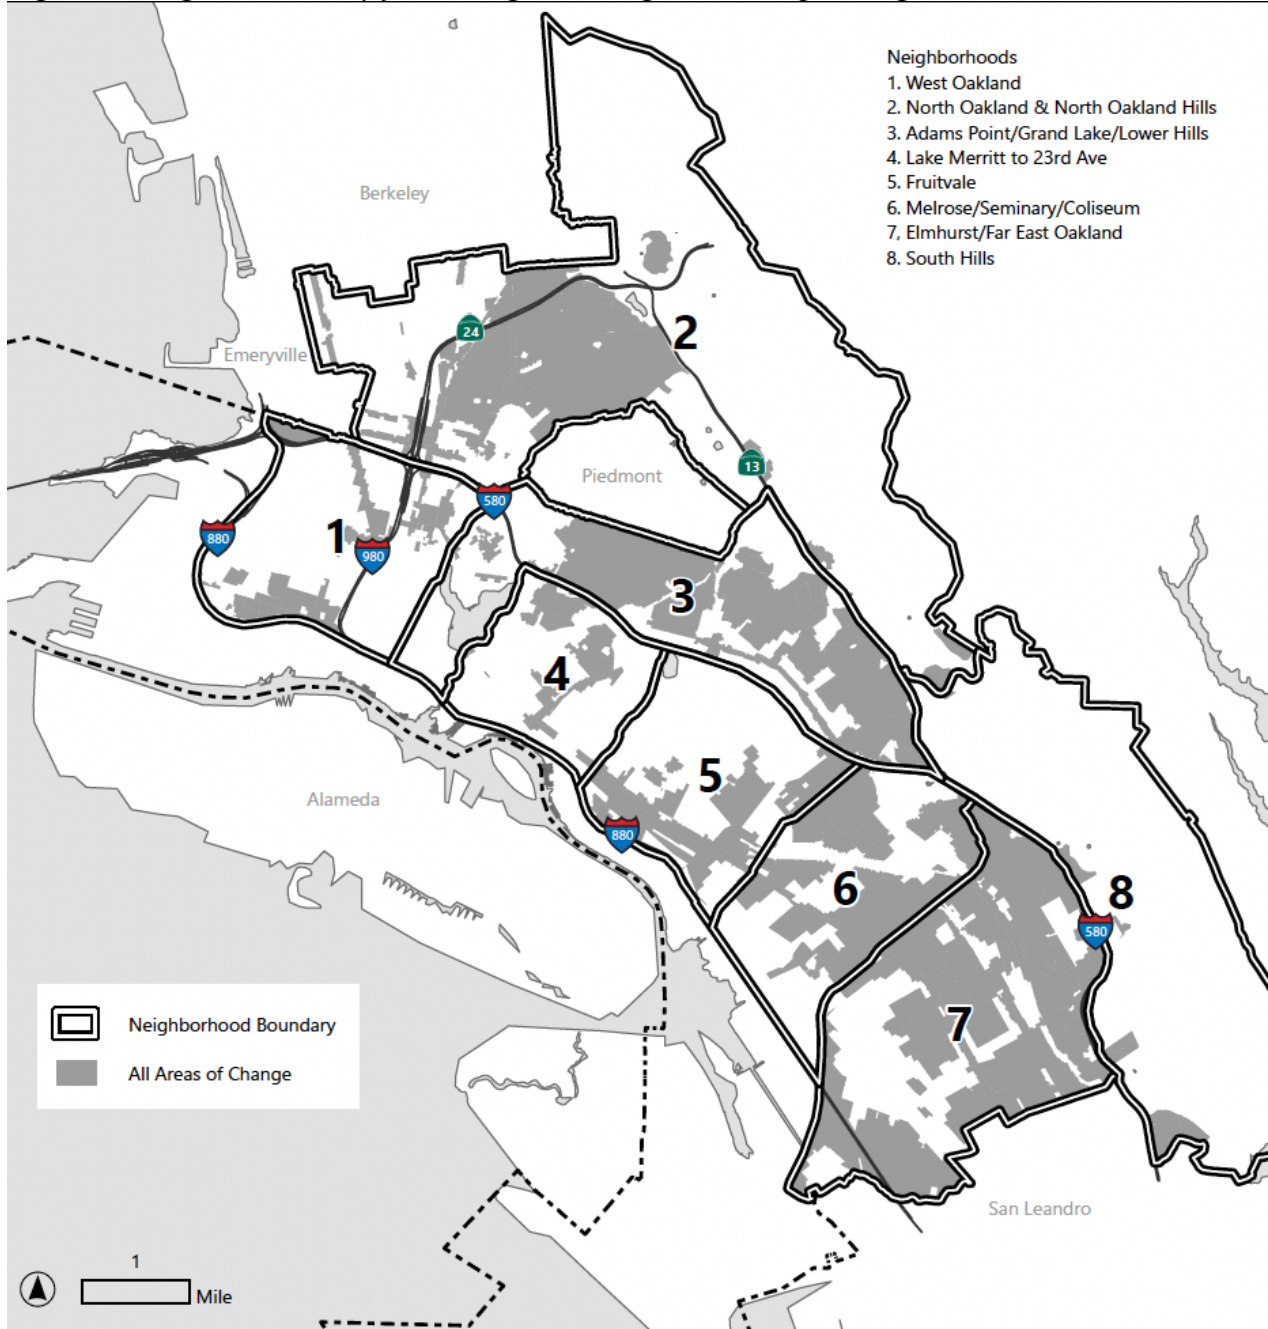 Neighborhoods
1. West Oakland
2. North Oakland & North Oakland Hills
3. Adams Point/Grand Lake/Lower Hills
4. Lake Merritt to 23rd Ave
5. Fruitvale
6. Melrose/Seminary/Coliseum
7, Elmhurst/Far East Oakland
8. South Hills
Berkeley
24
2
Emeryville
13
Piedmont
580
880
1
980
3
4
5
Alameda
880
6
8
580
7
Neighborhood Boundary
All Areas of Change
San Leandro
1
Mile